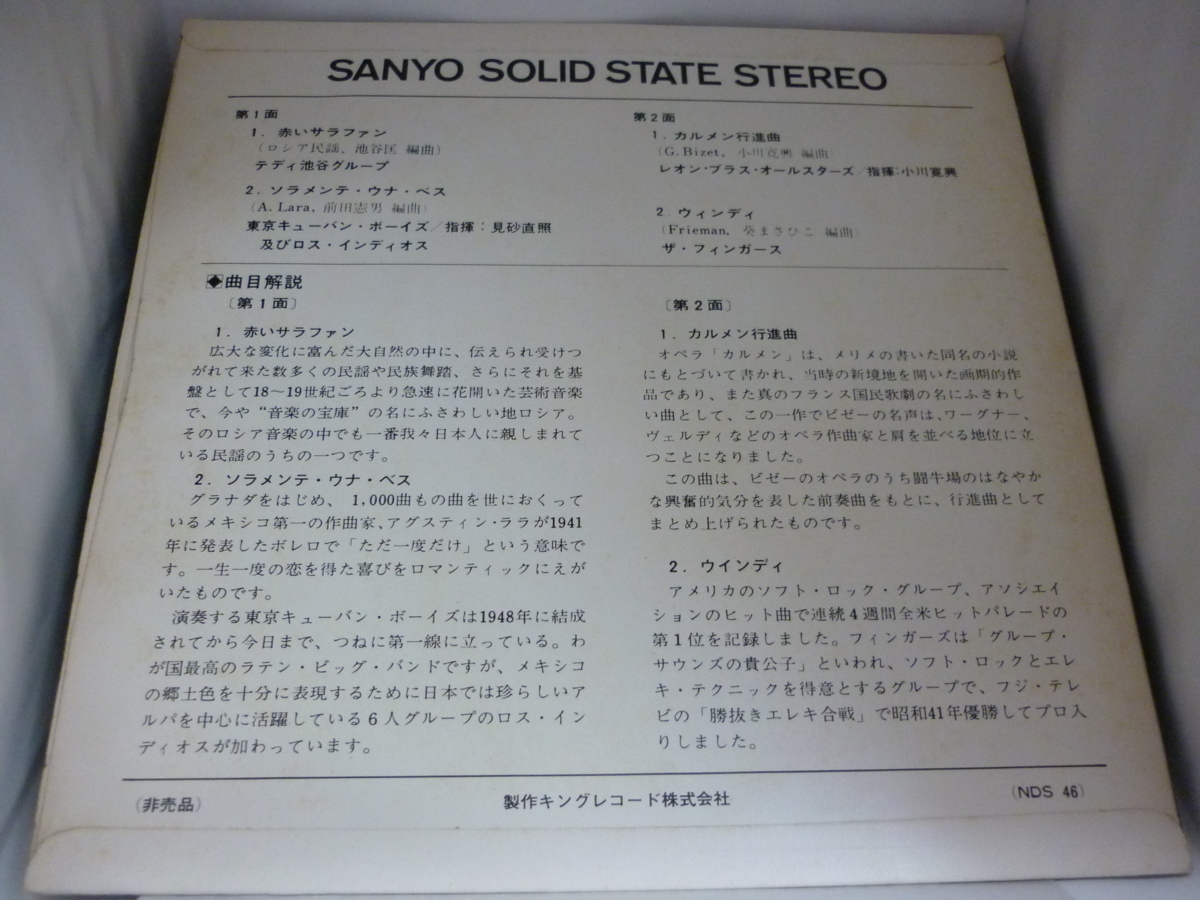 SANYO SOLID STATE STEREO
第1面
1. 赤いサラファン
(ロシア民謡、池谷匡 編曲)
テディ池谷グループ
2. ソラメンテ・ウナ・ベス
(A. Lara, 前田憲男 編曲)
東京キューバン・ボーイズ/指揮:見砂直照
及びロス・インディオス
第2面
1. カルメン行進曲
(G. Bizet, 小川寛興 編曲)
レオン・ブラス・オールスターズ/指揮:小川寛興
2. ウィンディ
(Frieman, 葵まさひこ 編曲)
ザ・フィンガース
◆曲目解説
〔第1面〕
1. 赤いサラファン
広大な変化に富んだ大自然の中に、伝えられ受けつ
がれて来た数多くの民謡や民族舞踏、さらにそれを基
盤として18〜19世紀ごろより急速に花開いた芸術音楽
で、今や“音楽の宝庫”の名にふさわしい地ロシア。
そのロシア音楽の中でも一番我々日本人に親しまれて
いる民謡のうちの一つです。
2. ソラメンテ・ウナ・ベス
グラナダをはじめ、1,000曲もの曲を世におくって
いるメキシコ第一の作曲家、アグスティン・ララが1941
年に発表したボレロで「ただ一度だけ」という意味で
す。一生一度の恋を得た喜びをロマンティックにえが
いたものです。
演奏する東京キューバン・ボーイズは1948年に結成
されてから今日まで、つねに第一線に立っている。わ
が国最高のラテン・ビッグ・バンドですが、メキシコ
の郷土色を十分に表現するために日本では珍らしいア
ルパを中心に活躍している6人グループのロス・イン
ディオスが加わっています。
〔第2面〕
1. カルメン行進曲
オペラ「カルメン」は、メリメの書いた同名の小説
にもとづいて書かれ、当時の新境地を開いた画期的作
品であり、また真のフランス国民歌劇の名にふさわし
い曲として、この一作でビゼーの名声は、ワーグナー、
ヴェルディなどのオペラ作曲家と肩を並べる地位に立
つことになりました。
この曲は、ビゼーのオペラのうち闘牛場のはなやか
な興奮的気分を表した前奏曲をもとに、行進曲として
まとめ上げられたものです。
2. ウインディ
アメリカのソフト・ロック・グループ、アソシエイ
ションのヒット曲で連続4週間全米ヒットパレードの
第1位を記録しました。フィンガーズは「グループ・
サウンズの貴公子」といわれ、ソフト・ロックとエレ
キ・テクニックを得意とするグループで、フジ・テレ
ビの「勝抜きエレキ合戦」で昭和41年優勝してプロ入
りしました。
(非売品)
製作キングレコード株式会社
(NDS 46)